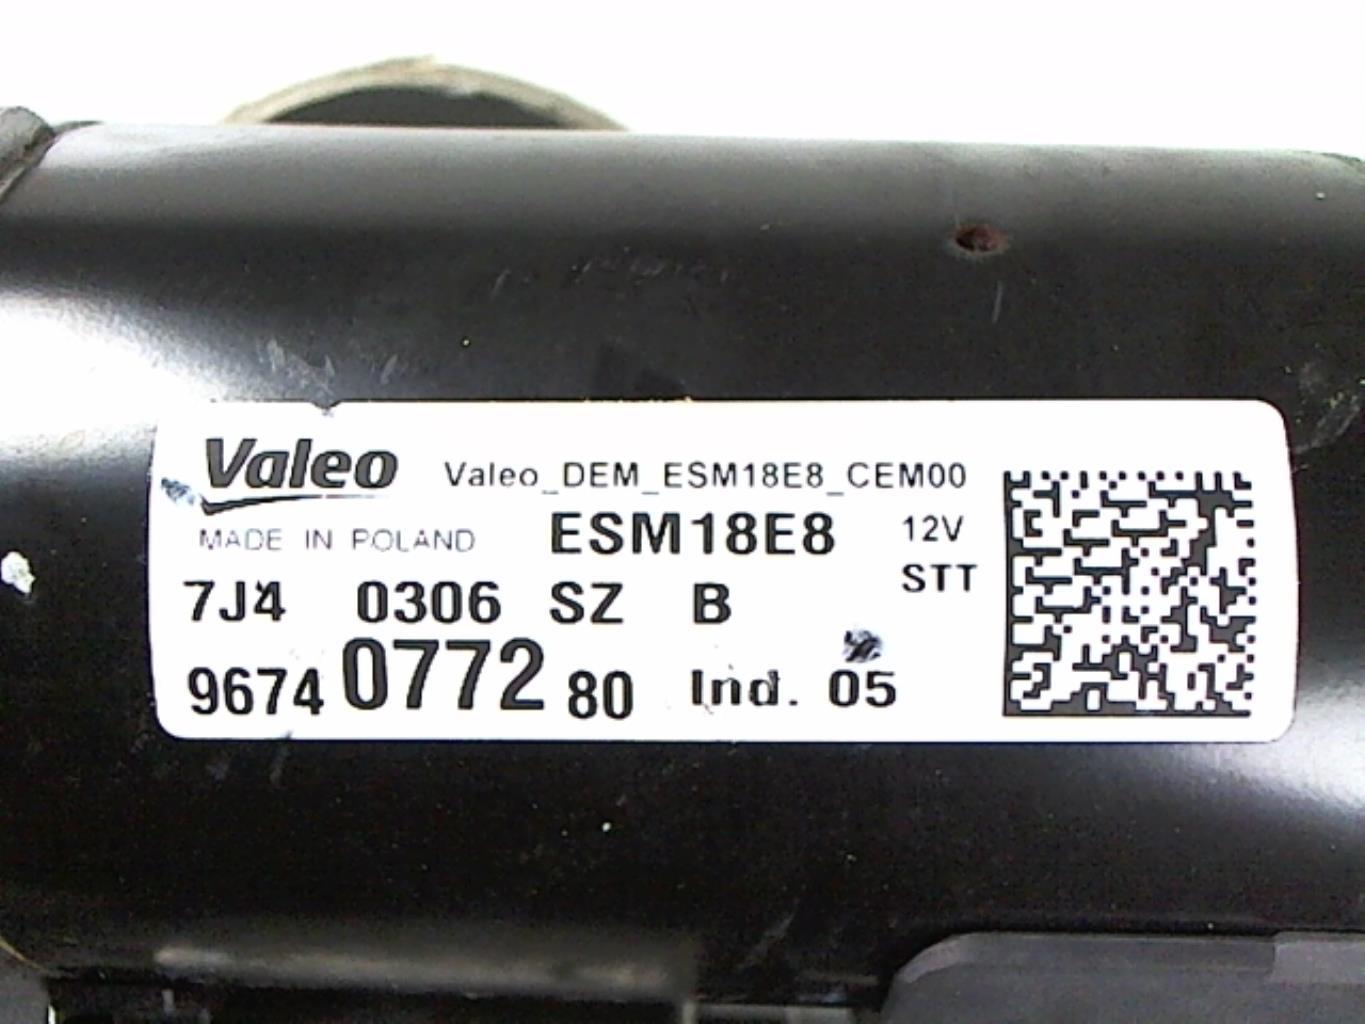 Valeo Valeo_DEM_ESM18E8_CEM00
MADE IN POLAND ESM18E8 12V
STT
7J4 0306 SZ B
9674 0772 80 Ind. 05